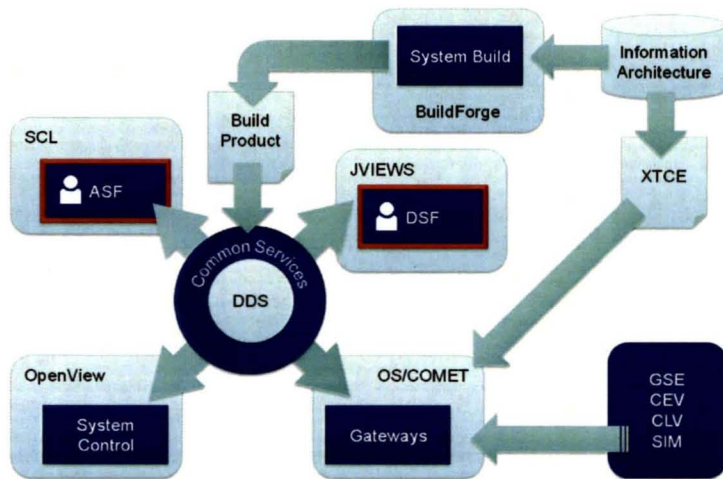 System Build
BuildForge
Information
Architecture
Build
Product
SCL
ASF
JVIEWS
DSF
XTCE
Common Services
DDS
OpenView
System
Control
OS/COMET
Gateways
GSE
CEV
CLV
SIM